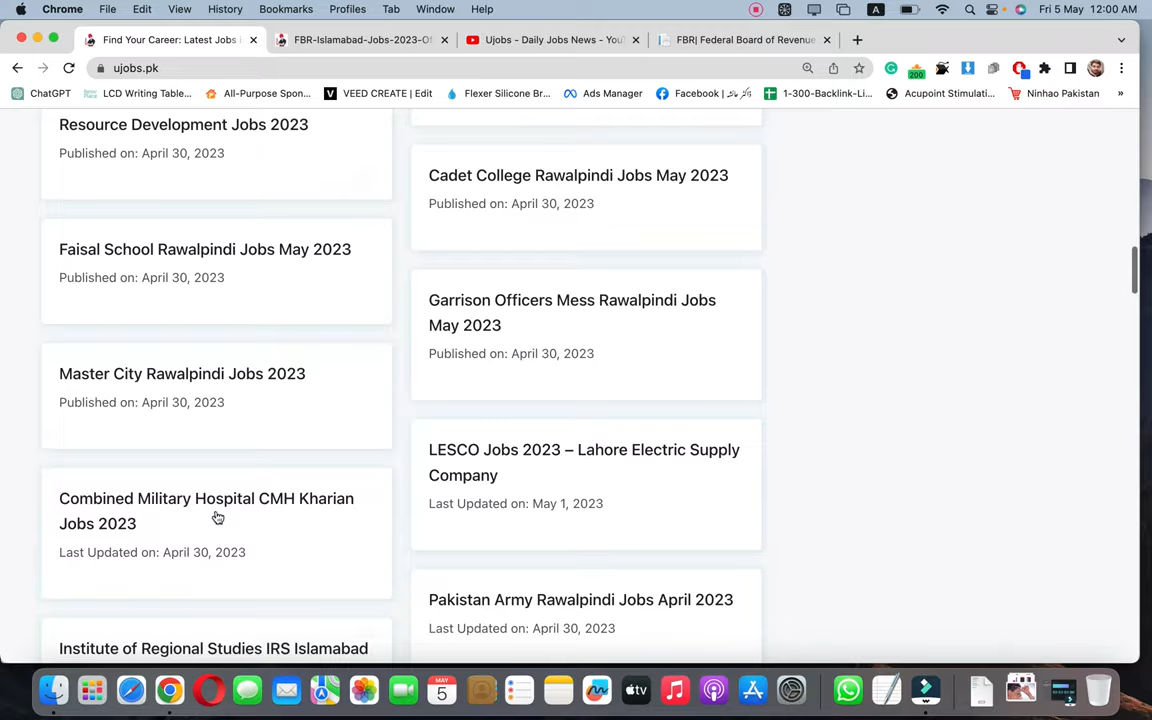 Chrome File Edit View History Bookmarks Profiles Tab Window Help A Fri 5 May 12:00 AM
Find Your Career: Latest Jobs FBR-Islamabad-Jobs-2023-O Ujobs - Daily Jobs News - You FBR| Federal Board of Revenue
ujobs.pk 200
ChatGPT LCD Writing Table... All-Purpose Spon... VEED CREATE | Edit Flexer Silicone Br... Ads Manager Facebook | 1-300-Backlink-Li... Acupoint Stimulati... Ninhao Pakistan »
Resource Development Jobs 2023
Published on: April 30, 2023
Faisal School Rawalpindi Jobs May 2023
Published on: April 30, 2023
Master City Rawalpindi Jobs 2023
Published on: April 30, 2023
Combined Military Hospital CMH Kharian
Jobs 2023
Last Updated on: April 30, 2023
Institute of Regional Studies IRS Islamabad
Cadet College Rawalpindi Jobs May 2023
Published on: April 30, 2023
Garrison Officers Mess Rawalpindi Jobs
May 2023
Published on: April 30, 2023
LESCO Jobs 2023 – Lahore Electric Supply
Company
Last Updated on: May 1, 2023
Pakistan Army Rawalpindi Jobs April 2023
Last Updated on: April 30, 2023
MAY
5
tv